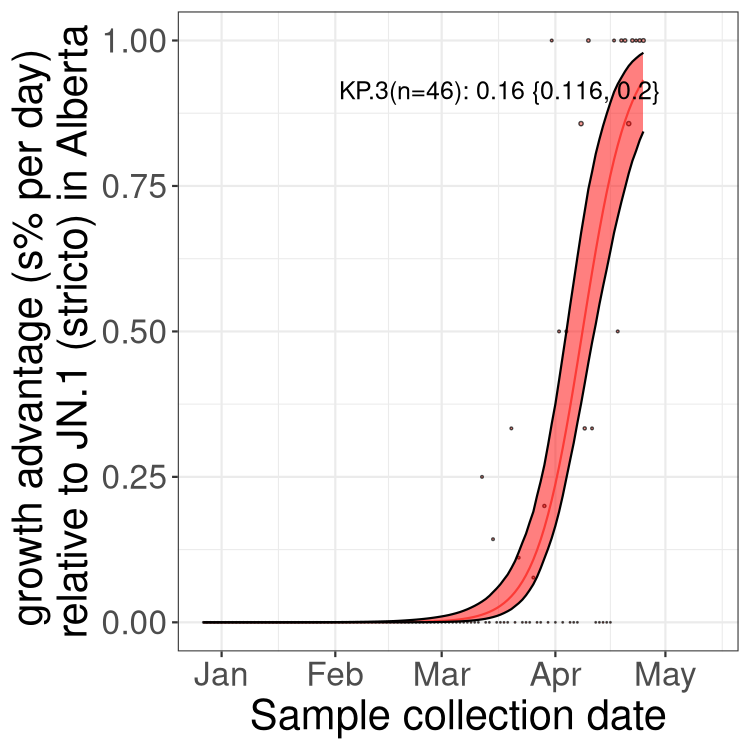 growth advantage (s% per day)
relative to JN.1 (stricto) in Alberta
1.00
0.75
0.50
0.25
0.00
KP.3(n=46): 0.16 {0.116, 0.2}
Jan Feb Mar Apr May
Sample collection date